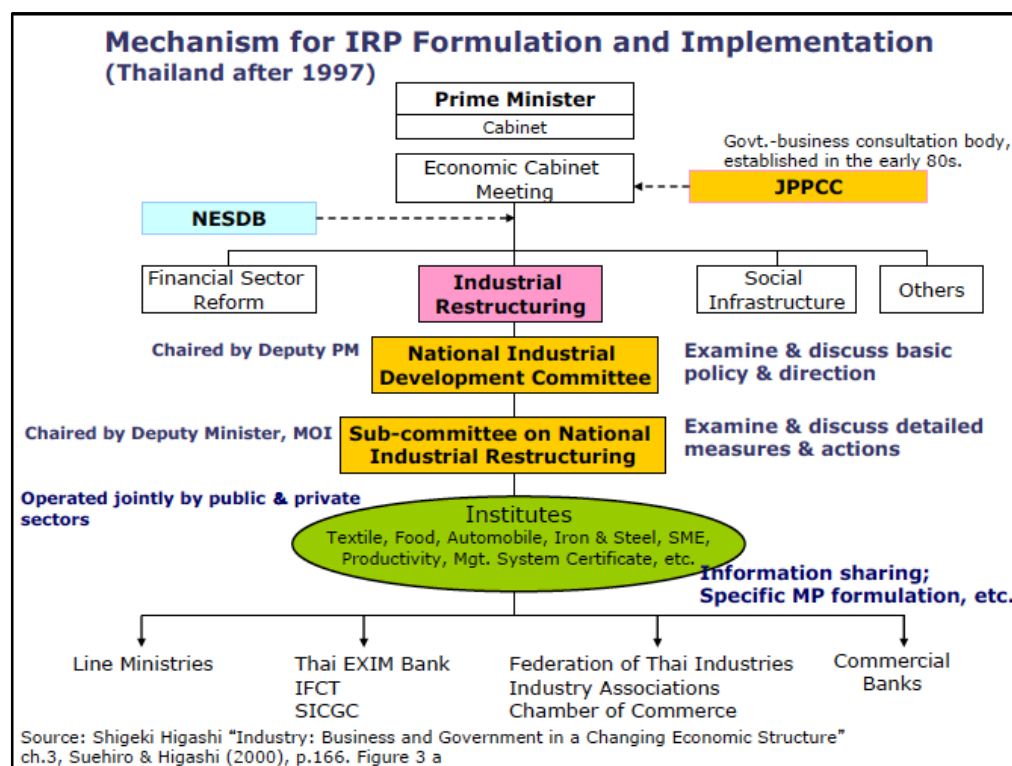 Mechanism for IRP Formulation and Implementation
(Thailand after 1997)
Prime Minister
Cabinet
Govt.-business consultation body,
established in the early 80s.
Economic Cabinet
Meeting
JPPCC
NESDB
Financial Sector
Reform
Industrial
Restructuring
Social
Infrastructure
Others
Chaired by Deputy PM
National Industrial
Development Committee
Examine & discuss basic
policy & direction
Chaired by Deputy Minister, MOI
Sub-committee on National
Industrial Restructuring
Examine & discuss detailed
measures & actions
Operated jointly by public & private
sectors
Institutes
Textile, Food, Automobile, Iron & Steel, SME,
Productivity, Mgt. System Certificate, etc.
Information sharing;
Specific MP formulation, etc.
Line Ministries
Thai EXIM Bank
IFCT
SICGC
Federation of Thai Industries
Industry Associations
Chamber of Commerce
Commercial
Banks
Source: Shigeki Higashi "Industry: Business and Government in a Changing Economic Structure"
ch.3, Suehiro & Higashi (2000), p.166. Figure 3 a